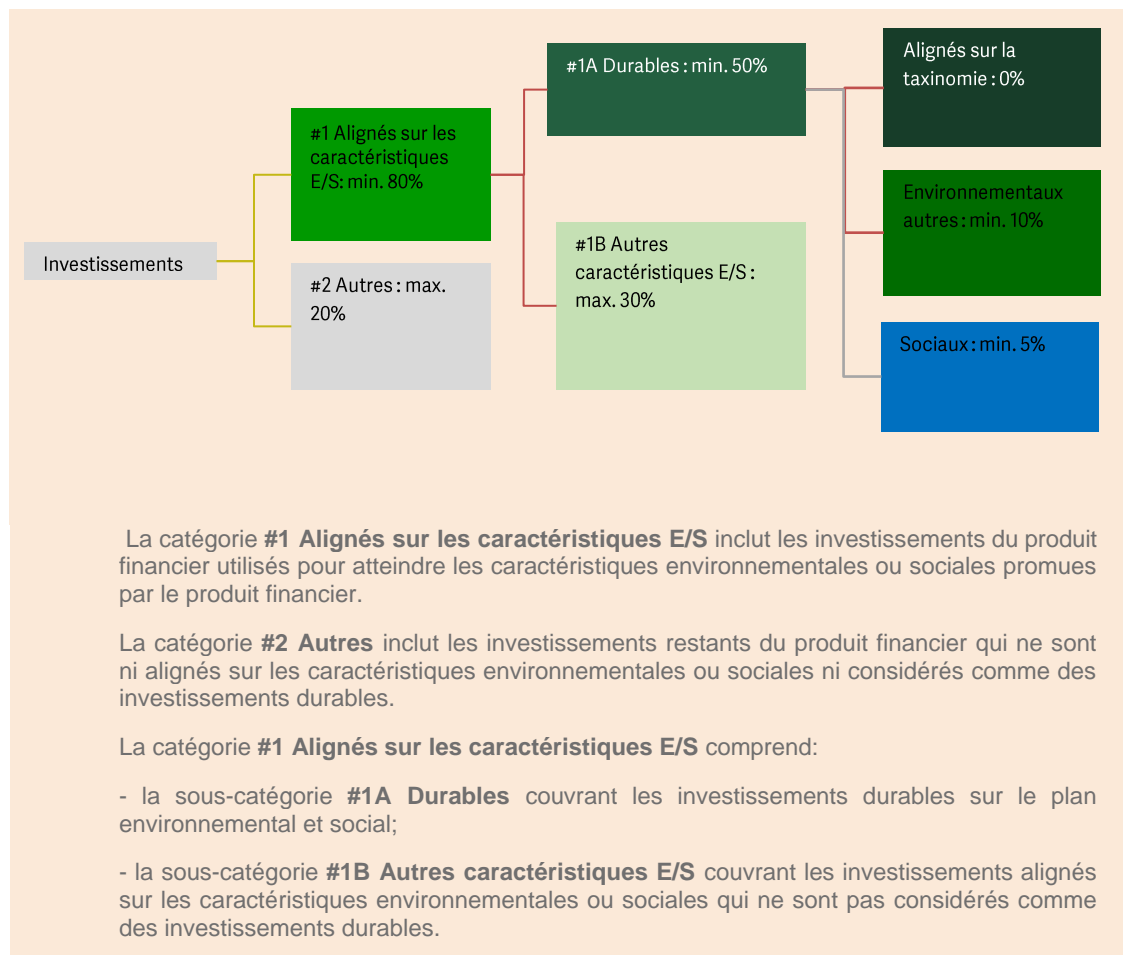 Investissements
#1 Alignés sur les
caractéristiques
E/S: min. 80%
#2 Autres : max.
20%
#1A Durables : min. 50%
#1B Autres
caractéristiques E/S :
max. 30%
Alignés sur la
taxinomie : 0%
Environnementaux
autres : min. 10%
Sociaux : min. 5%
La catégorie #1 Alignés sur les caractéristiques E/S inclut les investissements du produit
financier utilisés pour atteindre les caractéristiques environnementales ou sociales promues
par le produit financier.
La catégorie #2 Autres inclut les investissements restants du produit financier qui ne sont
ni alignés sur les caractéristiques environnementales ou sociales ni considérés comme des
investissements durables.
La catégorie #1 Alignés sur les caractéristiques E/S comprend:
- la sous-catégorie #1A Durables couvrant les investissements durables sur le plan
environnemental et social;
- la sous-catégorie #1B Autres caractéristiques E/S couvrant les investissements alignés
sur les caractéristiques environnementales ou sociales qui ne sont pas considérés comme
des investissements durables.